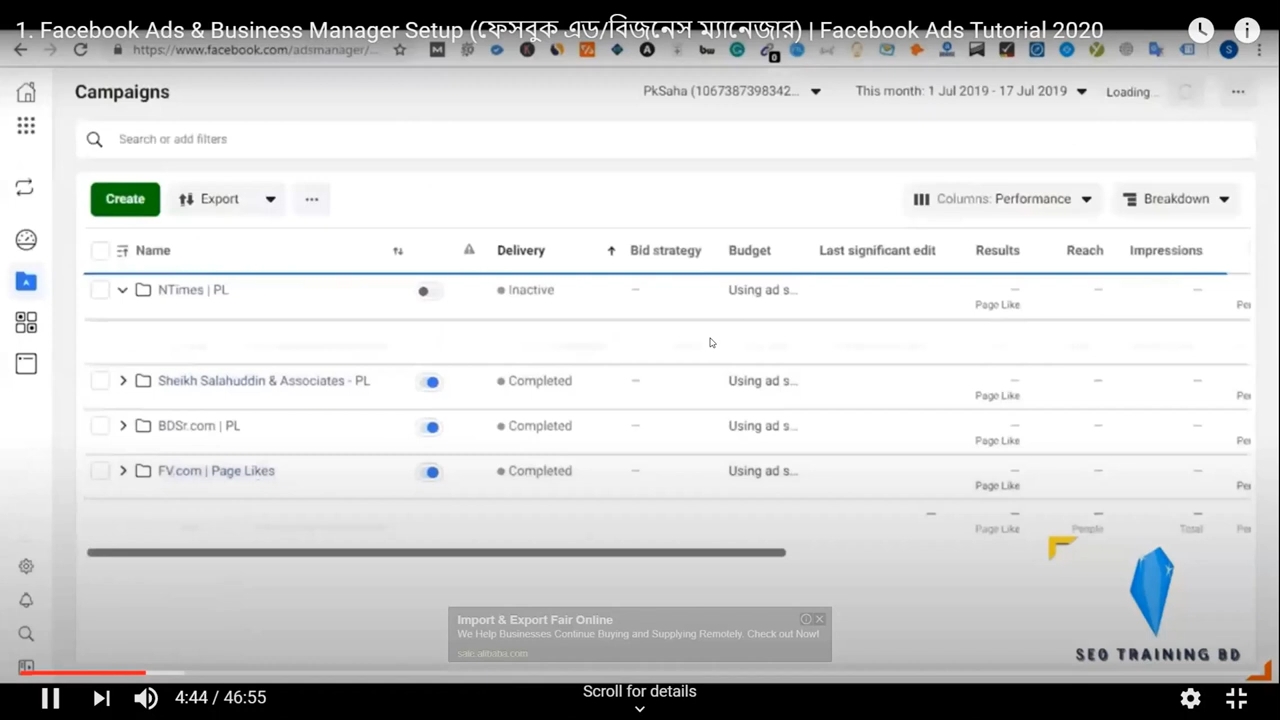 1. Facebook Ads & Business Manager Setup (ফেসবুক এড/বিজনেস ম্যানেজার) | Facebook Ads Tutorial 2020
https://www.facebook.com/adsmanager/...
Campaigns
PkSaha (1067387398342...
This month: 1 Jul 2019 - 17 Jul 2019
Loading...
Search or add filters
Create
Export
Columns: Performance
Breakdown
Name
Delivery
Bid strategy
Budget
Last significant edit
Results
Reach
Impressions
NTimes | PL
Inactive
Using ad s...
Page Like
Sheikh Salahuddin & Associates - PL
Completed
Using ad s...
Page Like
BDSr.com | PL
Completed
Using ad s...
Page Like
FV.com | Page Likes
Completed
Using ad s...
Page Like
Page Like
People
Total
Import & Export Fair Online
We Help Businesses Continue Buying and Supplying Remotely. Check out Now!
sale.alibaba.com
SEO TRAINING BD
4:44 / 46:55
Scroll for details